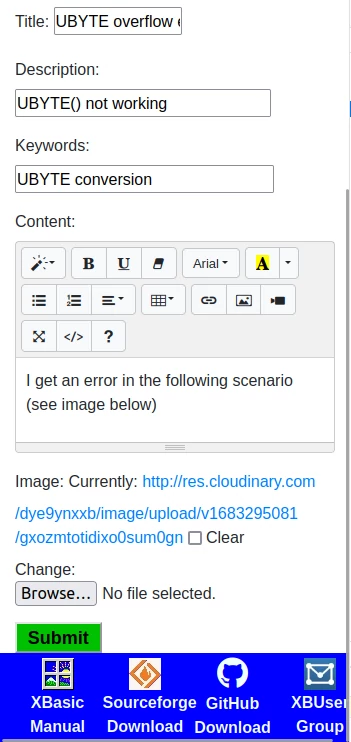 Title: UBYTE overflow
Description:
UBYTE() not working
Keywords:
UBYTE conversion
Content:
B U Arial A
</> ?
I get an error in the following scenario
(see image below)
Image: Currently: http://res.cloudinary.com
/dye9ynxxb/image/upload/v1683295081
/gxozmtotidixo0sum0gn Clear
Change:
Browse... No file selected.
Submit
XBasic Sourceforge GitHub XBUser
Manual Download Download Group